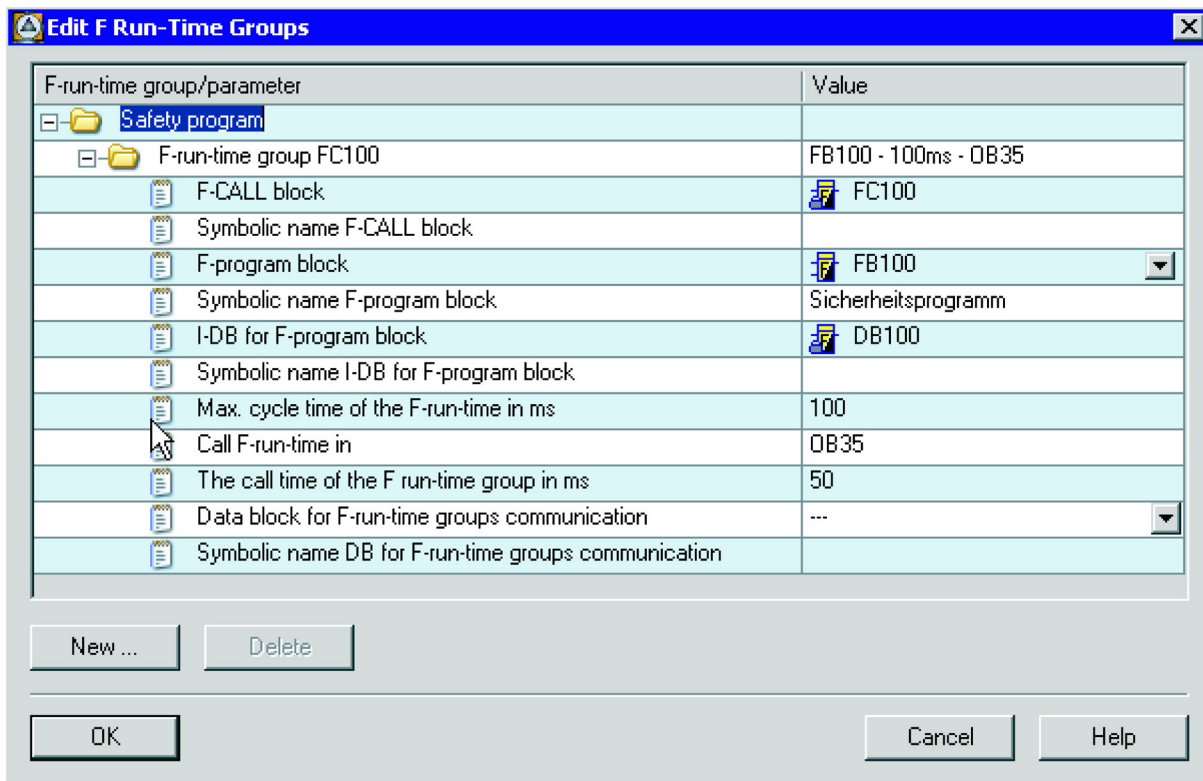 Edit F Run-Time Groups
F-run-time group/parameter Value
Safety program
F-run-time group FC100 FB100 - 100ms - OB35
F-CALL block FC100
Symbolic name F-CALL block
F-program block FB100
Symbolic name F-program block Sicherheitsprogramm
I-DB for F-program block DB100
Symbolic name I-DB for F-program block
Max. cycle time of the F-run-time in ms 100
Call F-run-time in OB35
The call time of the F run-time group in ms 50
Data block for F-run-time groups communication ---
Symbolic name DB for F-run-time groups communication
New ... Delete
OK Cancel Help